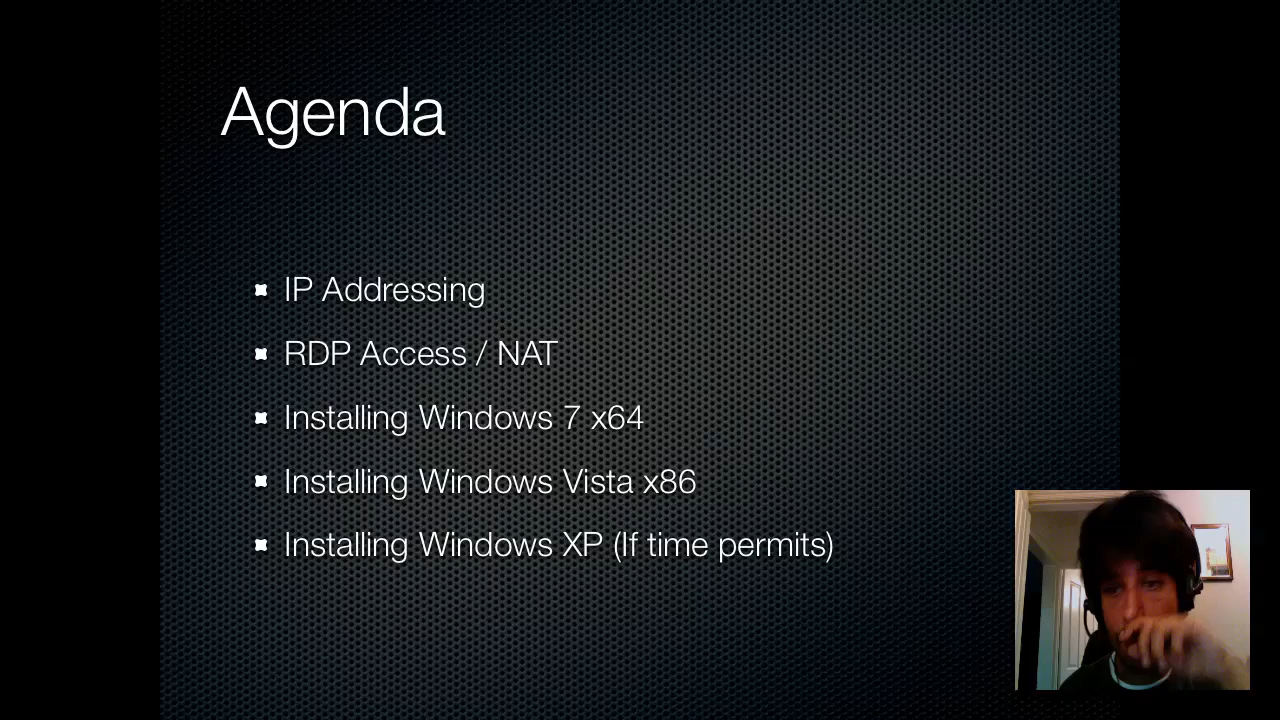 Agenda
IP Addressing
RDP Access / NAT
Installing Windows 7 x64
Installing Windows Vista x86
Installing Windows XP (If time permits)